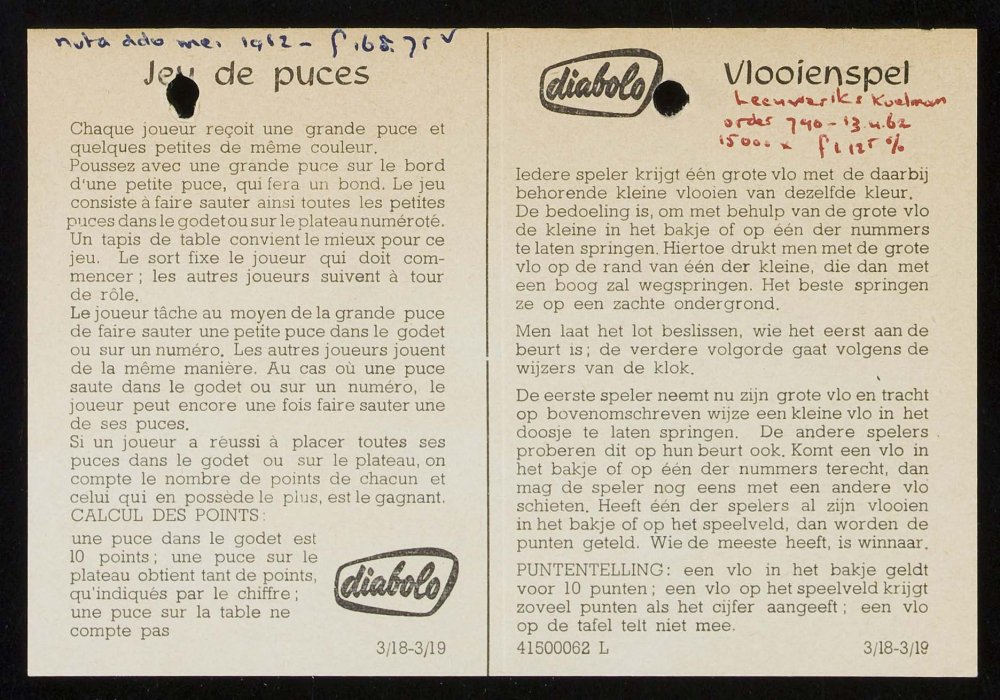 nuta ddo mei 1962 - f 168.75 v
Jeu de puces
Chaque joueur reçoit une grande puce et
quelques petites de même couleur.
Poussez avec une grande puce sur le bord
d'une petite puce, qui fera un bond. Le jeu
consiste à faire sauter ainsi toutes les petites
puces dans le godet ou sur le plateau numéroté.
Un tapis de table convient le mieux pour ce
jeu. Le sort fixe le joueur qui doit com-
mencer; les autres joueurs suivent à tour
de rôle.
Le joueur tâche au moyen de la grande puce
de faire sauter une petite puce dans le godet
ou sur un numéro. Les autres joueurs jouent
de la même manière. Au cas où une puce
saute dans le godet ou sur un numéro, le
joueur peut encore une fois faire sauter une
de ses puces.
Si un joueur a réussi à placer toutes ses
puces dans le godet ou sur le plateau, on
compte le nombre de points de chacun et
celui qui en possède le plus, est le gagnant.
CALCUL DES POINTS:
une puce dans le godet est
10 points; une puce sur le
plateau obtient tant de points,
qu'indiqués par le chiffre;
une puce sur la table ne
compte pas
diabolo
3/18-3/19
diabolo
Vlooienspel
Leeuwariks Koelman
order 790 - 13.4.62
15000 x f 1,125 %
Iedere speler krijgt één grote vlo met de daarbij
behorende kleine vlooien van dezelfde kleur.
De bedoeling is, om met behulp van de grote vlo
de kleine in het bakje of op één der nummers
te laten springen. Hiertoe drukt men met de grote
vlo op de rand van één der kleine, die dan met
een boog zal wegspringen. Het beste springen
ze op een zachte ondergrond.
Men laat het lot beslissen, wie het eerst aan de
beurt is; de verdere volgorde gaat volgens de
wijzers van de klok.
De eerste speler neemt nu zijn grote vlo en tracht
op bovenomschreven wijze een kleine vlo in het
doosje te laten springen. De andere spelers
proberen dit op hun beurt ook. Komt een vlo in
het bakje of op één der nummers terecht, dan
mag de speler nog eens met een andere vlo
schieten. Heeft één der spelers al zijn vlooien
in het bakje of op het speelveld, dan worden de
punten geteld. Wie de meeste heeft, is winnaar.
PUNTENTELLING: een vlo in het bakje geldt
voor 10 punten; een vlo op het speelveld krijgt
zoveel punten als het cijfer aangeeft; een vlo
op de tafel telt niet mee.
41500062 L
3/18-3/19